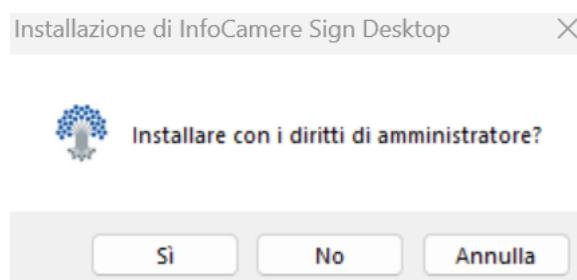 Installazione di InfoCamere Sign Desktop
Installare con i diritti di amministratore?
Sì No Annulla